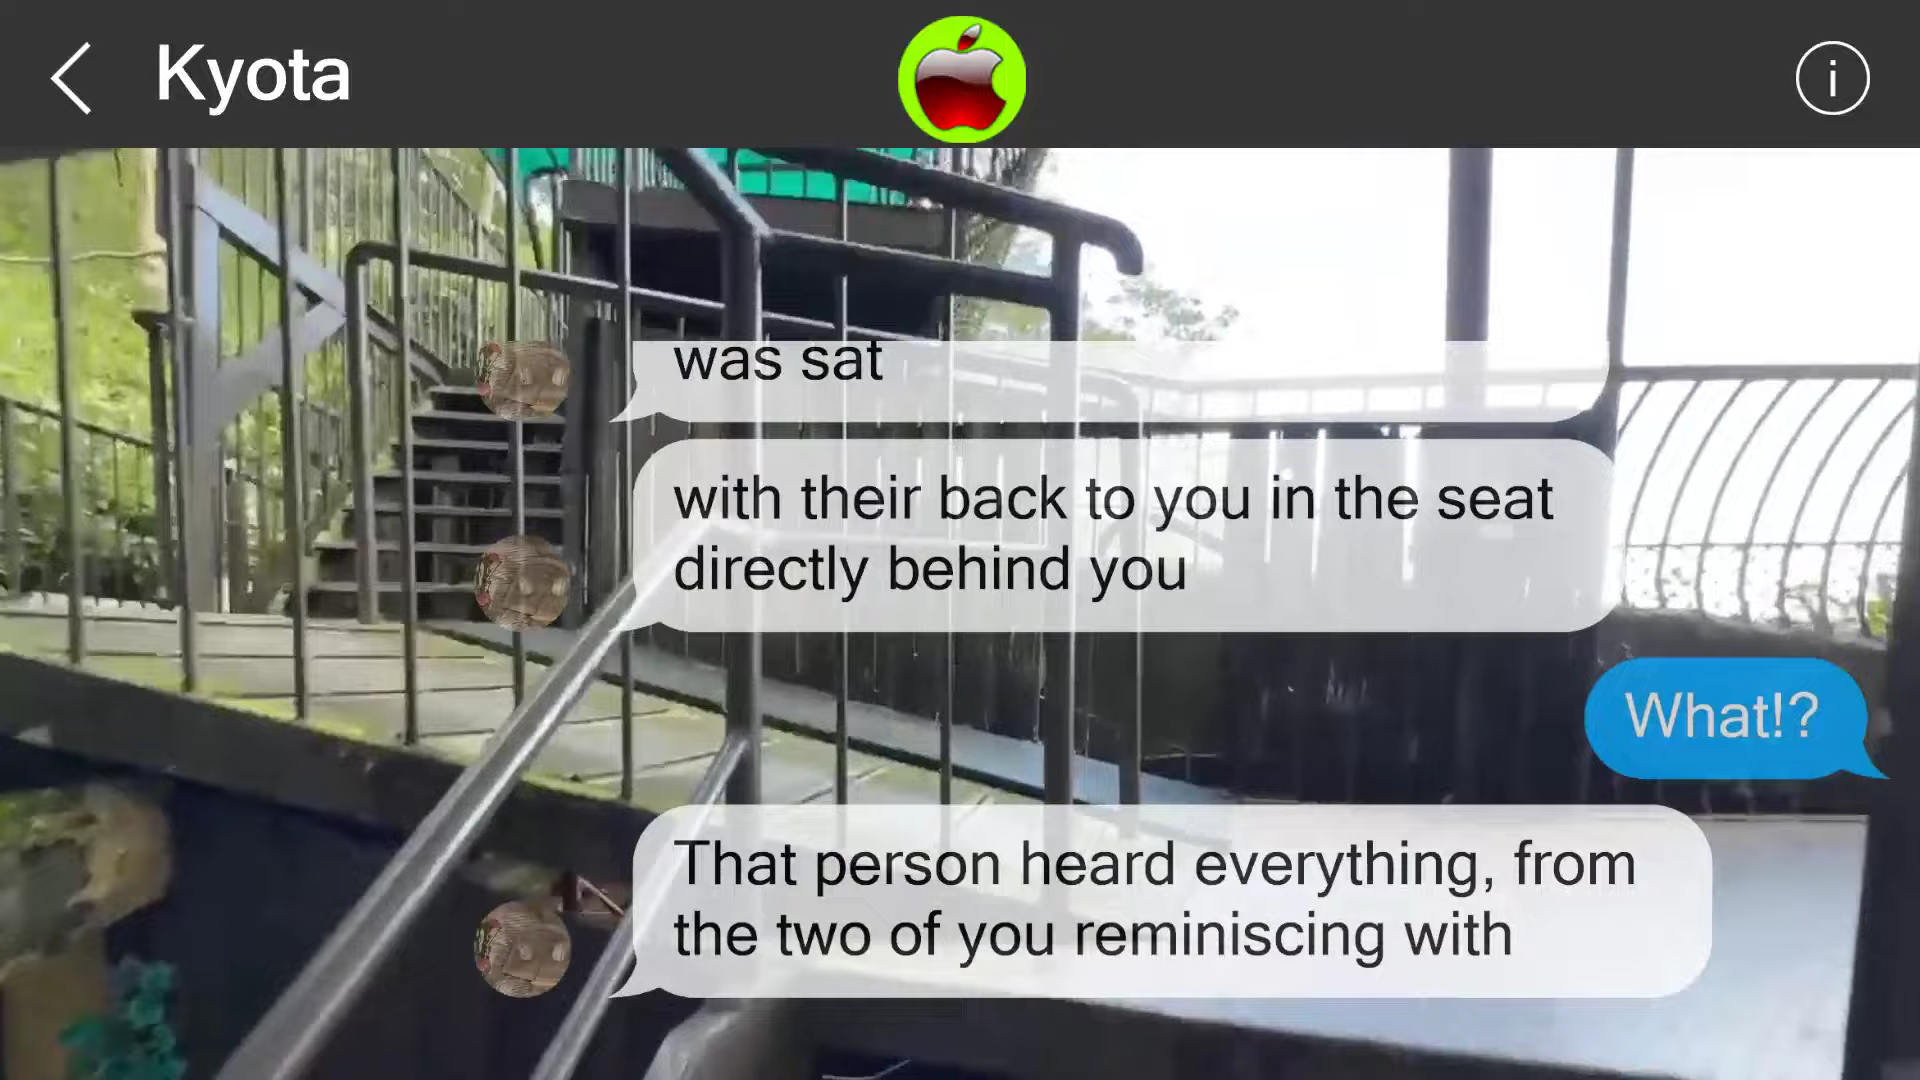 Kyota
i
was sat
with their back to you in the seat
directly behind you
What!?
That person heard everything, from
the two of you reminiscing with